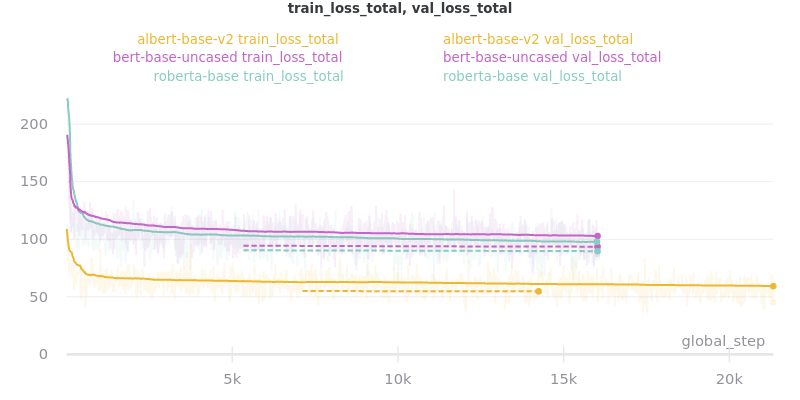 train_loss_total, val_loss_total
albert-base-v2 train_loss_total albert-base-v2 val_loss_total
bert-base-uncased train_loss_total bert-base-uncased val_loss_total
roberta-base train_loss_total roberta-base val_loss_total
200
150
100
50
global_step
0
5k 10k 15k 20k